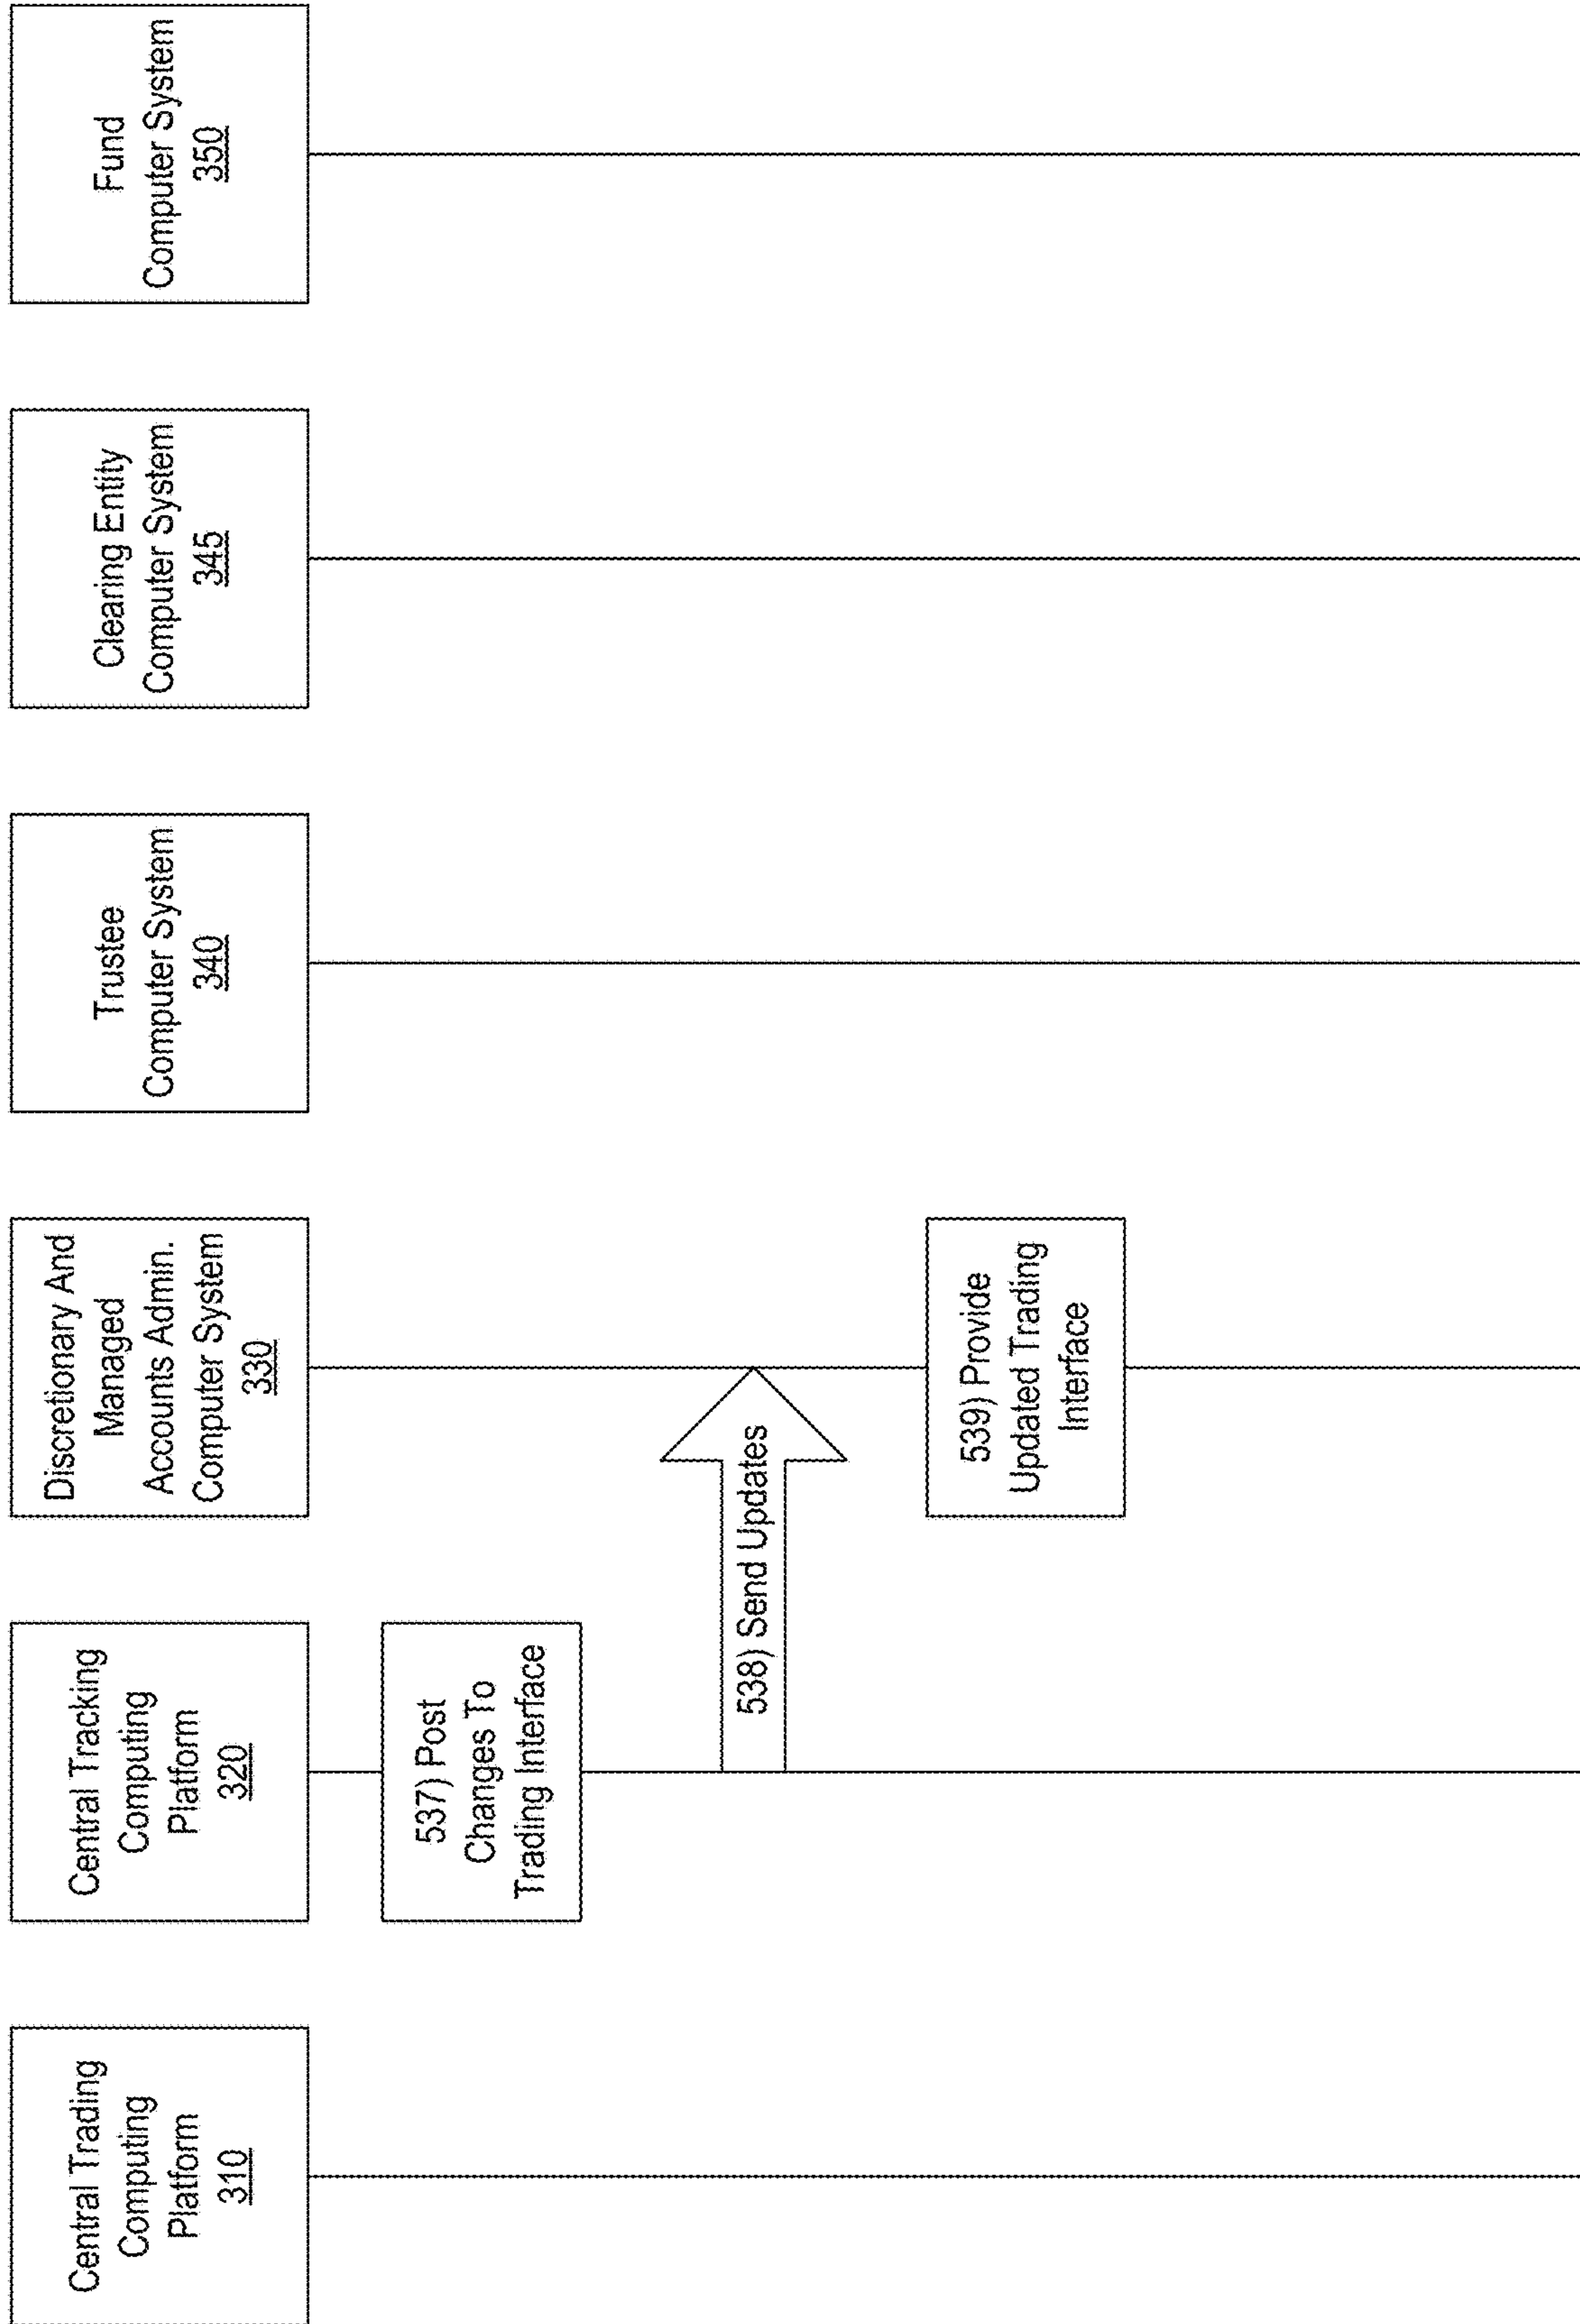 Central Trading
Computing
Platform
310
Central Tracking
Computing
Platform
320
Discretionary And
Managed
Accounts Admin.
Computer System
330
Trustee
Computer System
340
Clearing Entity
Computer System
345
Fund
Computer System
350
537) Post
Changes To
Trading Interface
538) Send Updates
539) Provide
Updated Trading
Interface